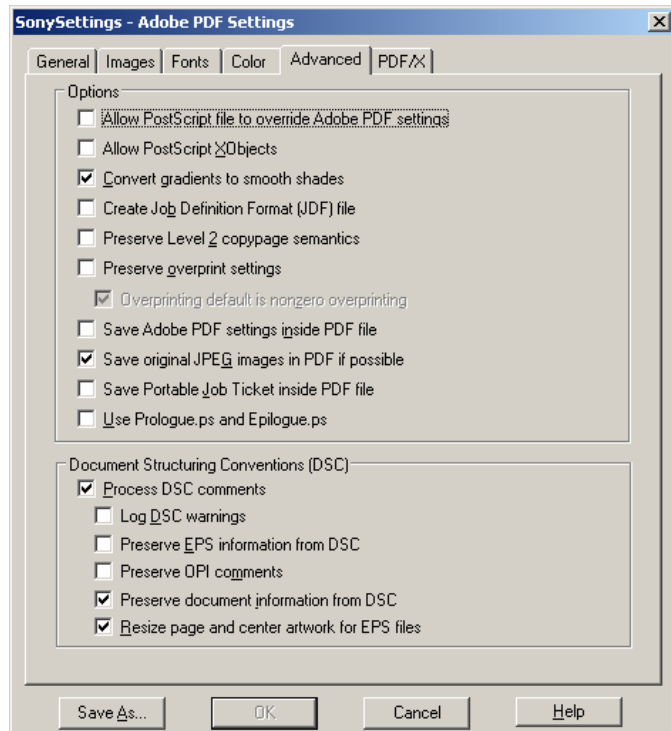 SonySettings - Adobe PDF Settings
General Images Fonts Color Advanced PDF/X
Options
Allow PostScript file to override Adobe PDF settings
Allow PostScript XObjects
Convert gradients to smooth shades
Create Job Definition Format (JDF) file
Preserve Level 2 copypage semantics
Preserve overprint settings
Overprinting default is nonzero overprinting
Save Adobe PDF settings inside PDF file
Save original JPEG images in PDF if possible
Save Portable Job Ticket inside PDF file
Use Prologue.ps and Epilogue.ps
Document Structuring Conventions (DSC)
Process DSC comments
Log DSC warnings
Preserve EPS information from DSC
Preserve OPI comments
Preserve document information from DSC
Resize page and center artwork for EPS files
Save As... OK Cancel Help